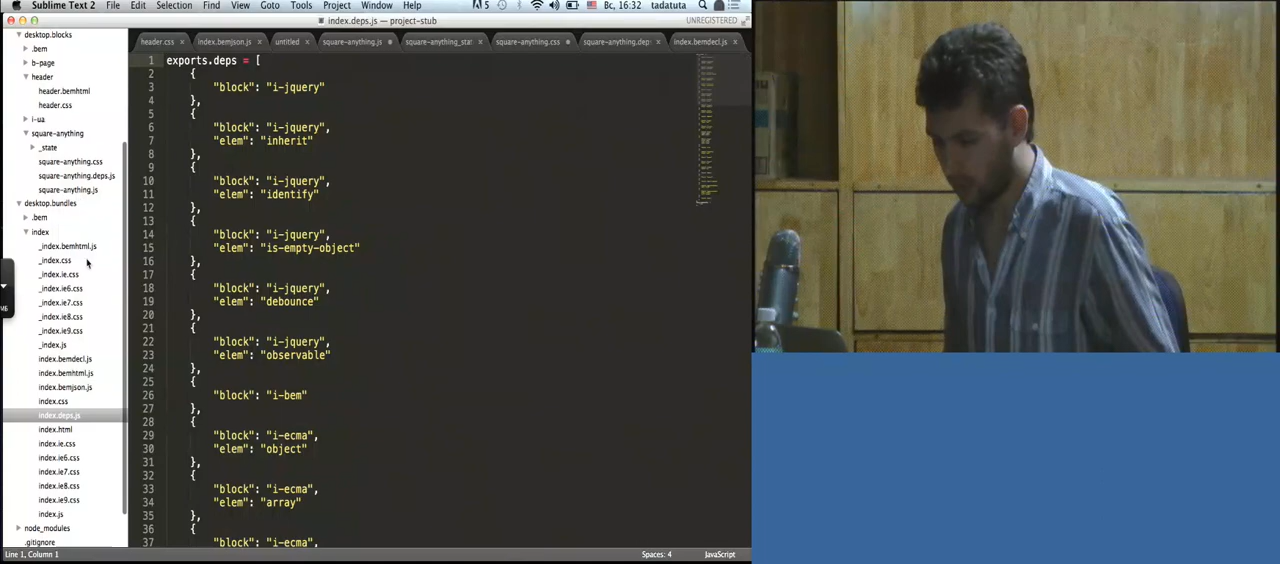 Sublime Text 2 File Edit Selection Find View Goto Tools Project Window Help 5 Вс, 16:32 tadatuta
index.deps.js — project-stub UNREGISTERED
header.css index.bemjson.js untitled square-anything.js square-anything_stat square-anything.css square-anything.dep index.bemdecl.js
desktop.blocks
.bem
b-page
header
header.bemhtml
header.css
i-ua
square-anything
_state
square-anything.css
square-anything.deps.js
square-anything.js
desktop.bundles
.bem
index
_index.bemhtml.js
_index.css
_index.ie.css
_index.ie6.css
_index.ie7.css
_index.ie8.css
_index.ie9.css
_index.js
index.bemdecl.js
index.bemhtml.js
index.bemjson.js
index.css
index.deps.js
index.html
index.ie.css
index.ie6.css
index.ie7.css
index.ie8.css
index.ie9.css
index.js
node_modules
.gitignore
1 exports.deps = [
2 {
3 "block": "i-jquery"
4 },
5 {
6 "block": "i-jquery",
7 "elem": "inherit"
8 },
9 {
10 "block": "i-jquery",
11 "elem": "identify"
12 },
13 {
14 "block": "i-jquery",
15 "elem": "is-empty-object"
16 },
17 {
18 "block": "i-jquery",
19 "elem": "debounce"
20 },
21 {
22 "block": "i-jquery",
23 "elem": "observable"
24 },
25 {
26 "block": "i-bem"
27 },
28 {
29 "block": "i-ecma",
30 "elem": "object"
31 },
32 {
33 "block": "i-ecma",
34 "elem": "array"
35 },
36 {
37 "block": "i-ecma",
Line 1, Column 1 Spaces: 4 JavaScript